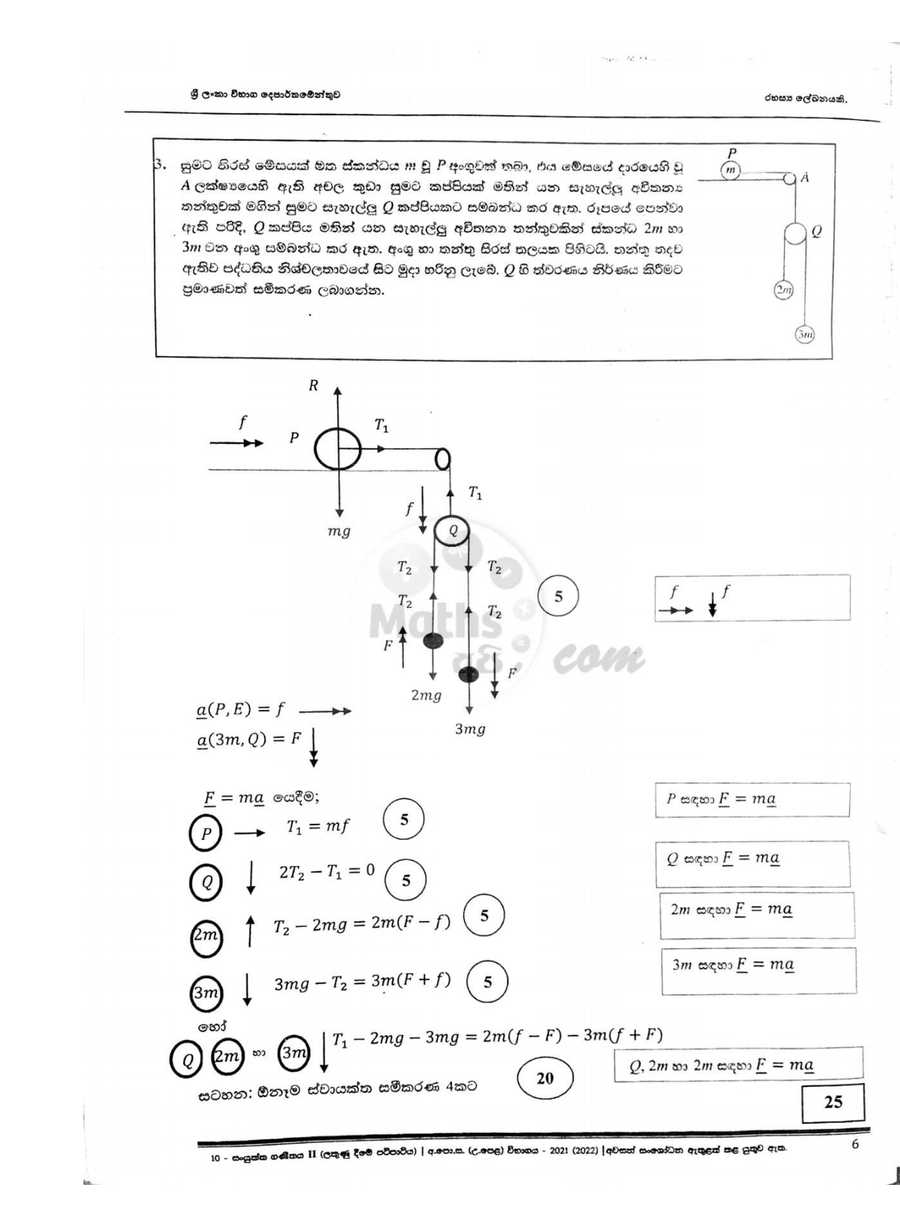 ශ්‍රී ලංකා විභාග දෙපාර්තමේන්තුව
රහස්‍ය ලේඛනයකි.
3. සුමට තිරස් මේසයක් මත ස්කන්ධය m වූ P අංශුවක් තබා, එය මේසයේ දාරයෙහි වූ
A ලක්ෂ්‍යයෙහි ඇති අචල කුඩා සුමට කප්පියක් මතින් යන සැහැල්ලු අවිතන්‍ය
තන්තුවක් මගින් සුමට සැහැල්ලු Q කප්පියකට සම්බන්ධ කර ඇත. රූපයේ පෙන්වා
ඇති පරිදි, Q කප්පිය මතින් යන සැහැල්ලු අවිතන්‍ය තන්තුවකින් ස්කන්ධ 2m හා
3m වන අංශු සම්බන්ධ කර ඇත. අංශු හා තන්තු සිරස් තලයක පිහිටයි. තන්තු තදව
ඇතිව පද්ධතිය නිශ්චලතාවයේ සිට මුදා හරිනු ලැබේ. Q හි ත්වරණය නිර්ණය කිරීමට
ප්‍රමාණවත් සමීකරණ ලබාගන්න.
P
m
A
Q
2m
3m
R
f
P
T₁
T₁
f
mg
Q
T₂ T₂
5
f f
T₂
T₂
Maths
F
F
com
2mg
3mg
a(P, E) = f
a(3m, Q) = F
F = ma යෙදීම;
P සඳහා F = ma
P T₁ = mf 5
Q 2T₂ − T₁ = 0 5
Q සඳහා F = ma
2m T₂ − 2mg = 2m(F − f) 5
2m සඳහා F = ma
3m 3mg − T₂ = 3m(F + f) 5
3m සඳහා F = ma
හෝ
Q 2m හා 3m T₁ − 2mg − 3mg = 2m(f − F) − 3m(f + F)
Q, 2m හා 2m සඳහා F = ma
සටහන: ඕනෑම ස්වායක්ත සමීකරණ 4කට
20
25
10 - සංයුක්ත ගණිතය II (ලකුණු දීමේ පටිපාටිය) | අ.පො.ස. (උ.පෙළ) විභාගය - 2021 (2022) |අවසන් සංශෝධන ඇතුළත් කළ යුතුව ඇත.
6